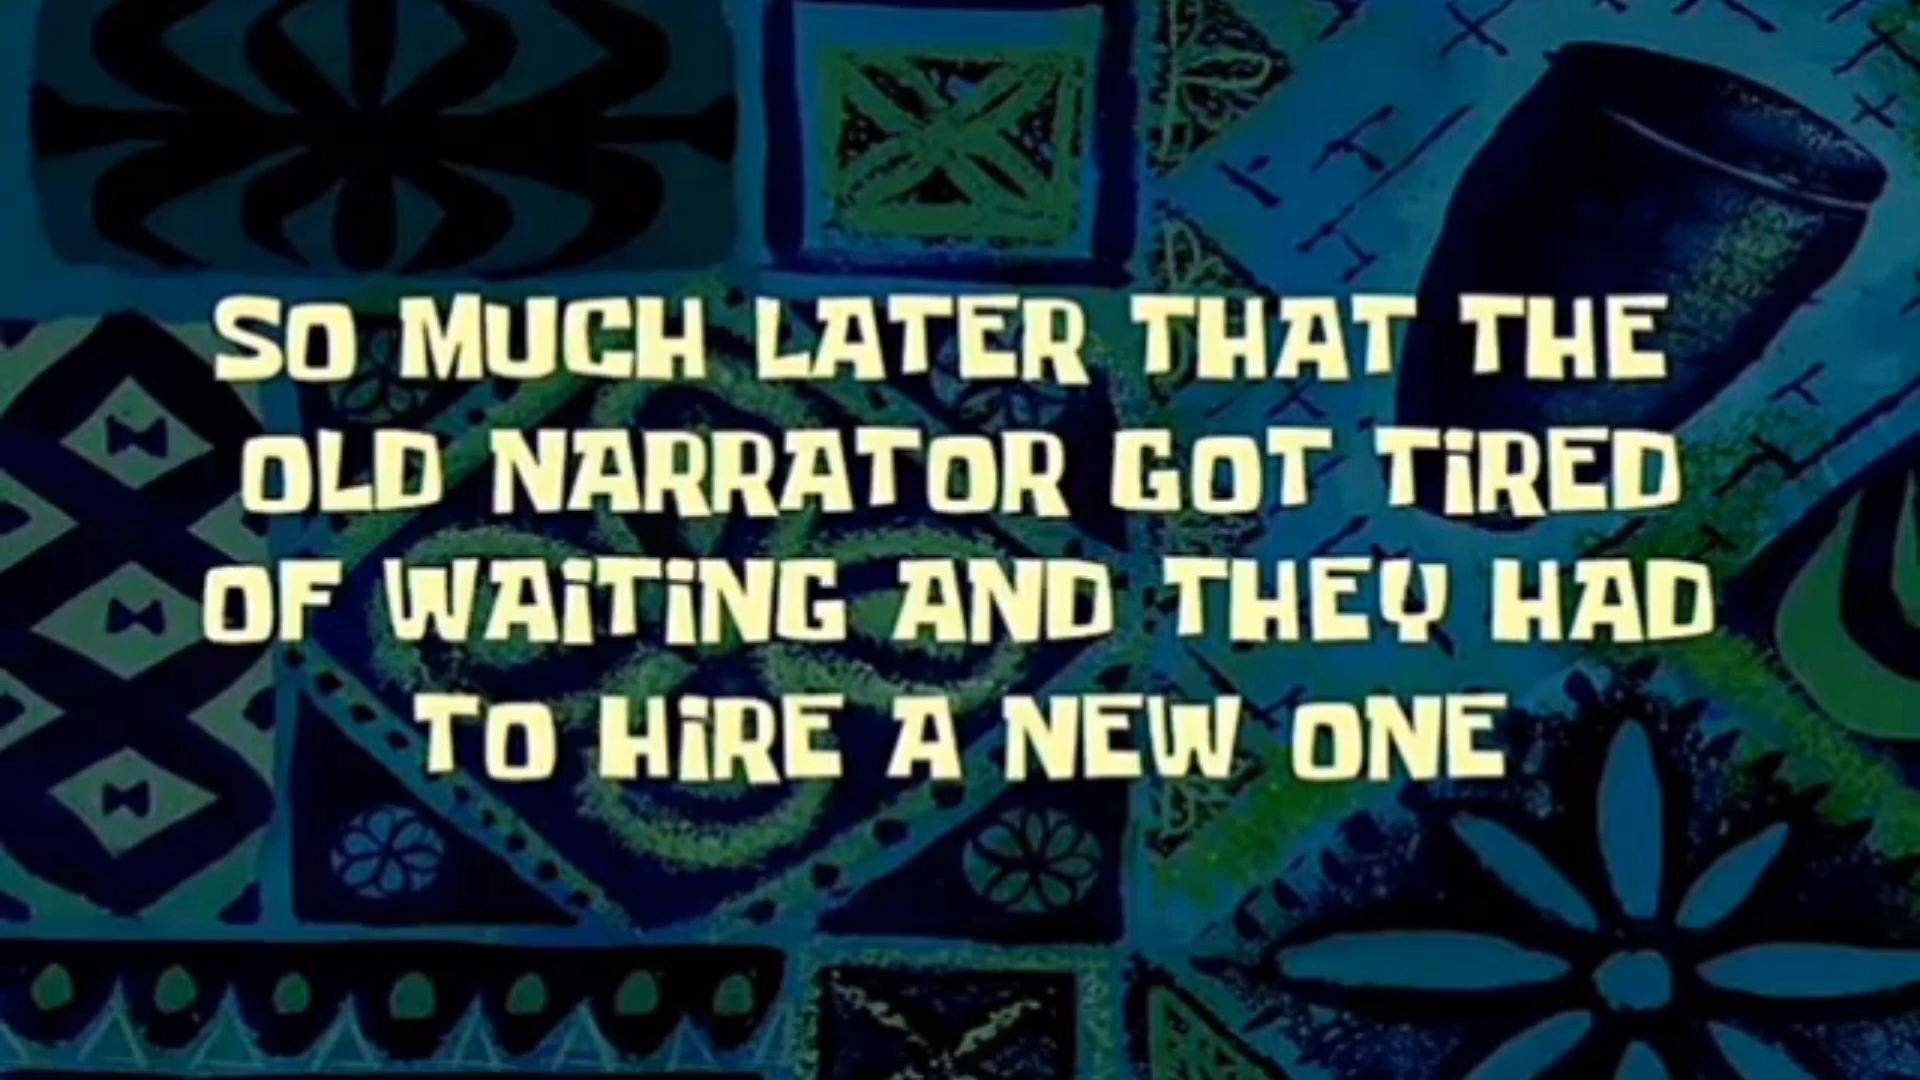 SO MUCH LATER THAT THE
OLD NARRATOR GOT TiRED
OF WAiTiNG AND THEY HAD
TO HiRE A NEW ONE